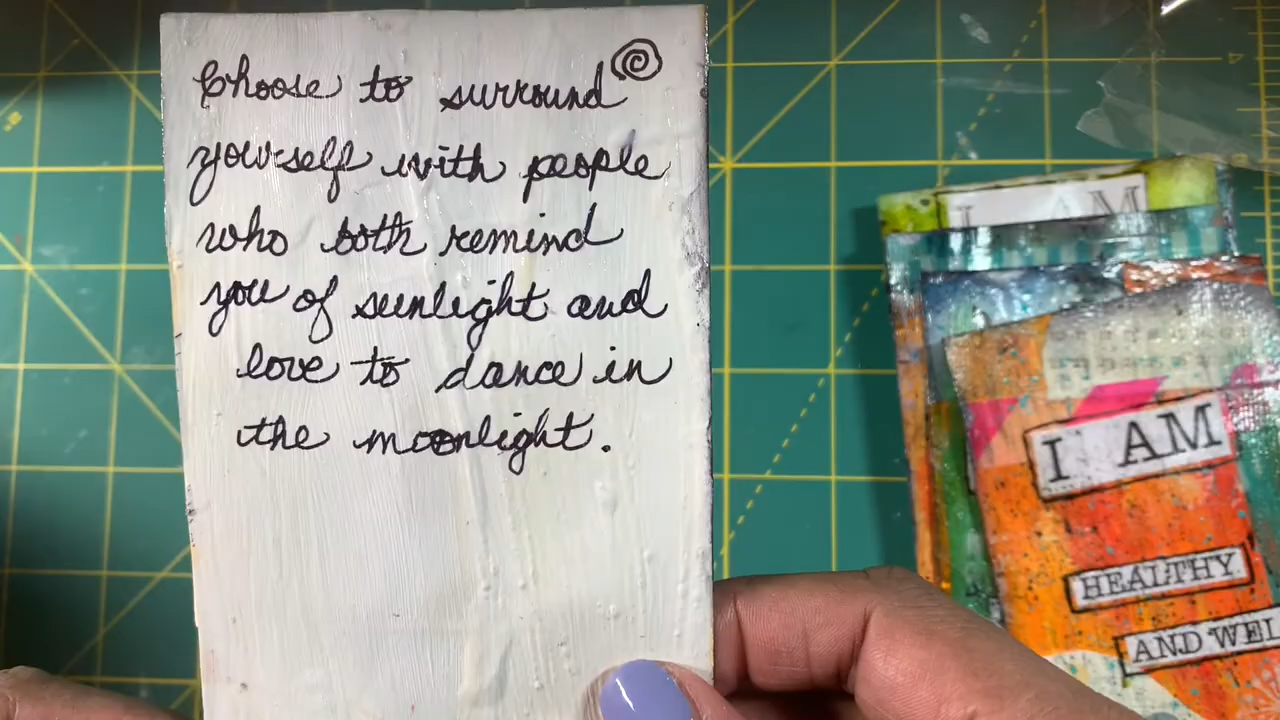 Choose to surround
yourself with people
who both remind
you of sunlight and
love to dance in
the moonlight.
I AM
I AM
HEALTHY
AND WEL